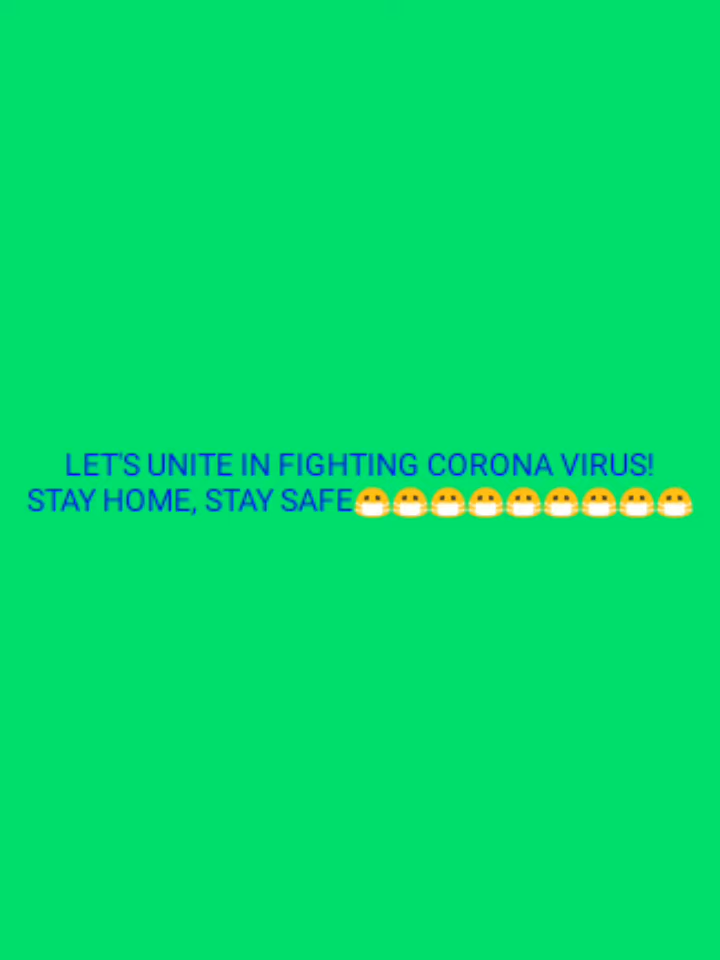 LET'S UNITE IN FIGHTING CORONA VIRUS!
STAY HOME, STAY SAFE😷😷😷😷😷😷😷😷😷